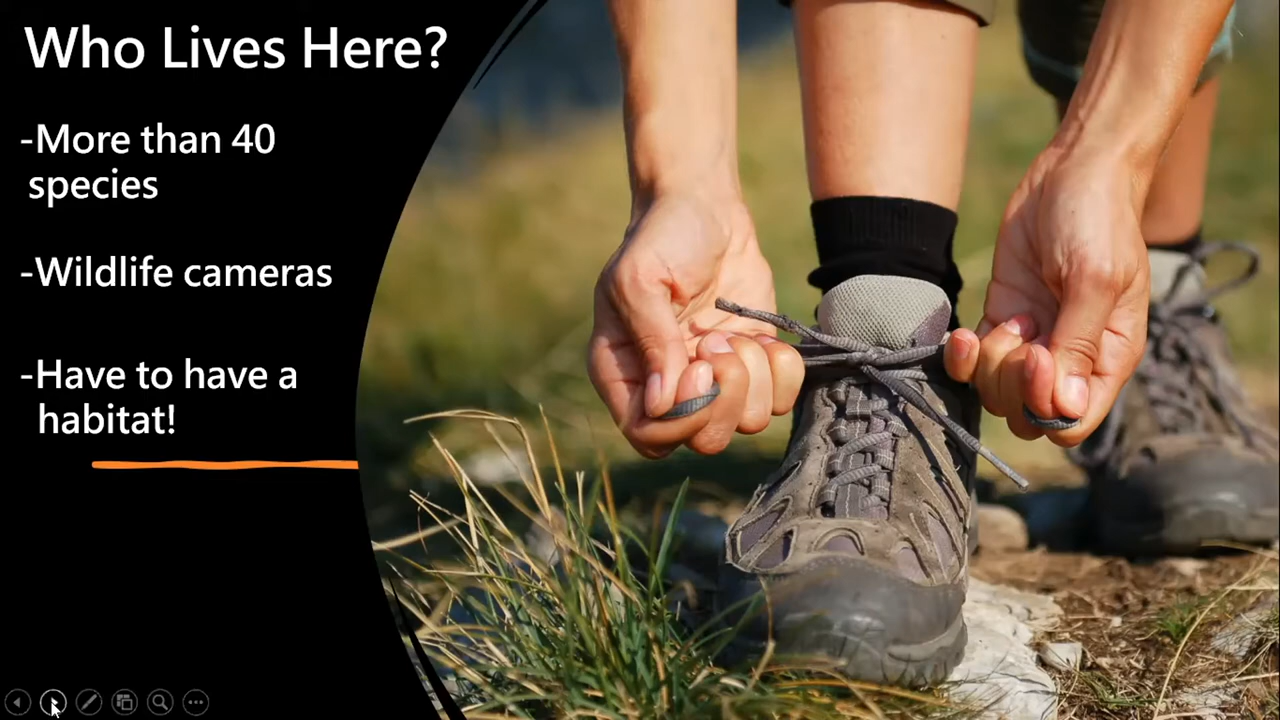 Who Lives Here?
-More than 40
species
-Wildlife cameras
-Have to have a
habitat!